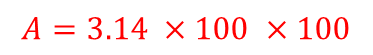 A = 3.14 × 100 × 100